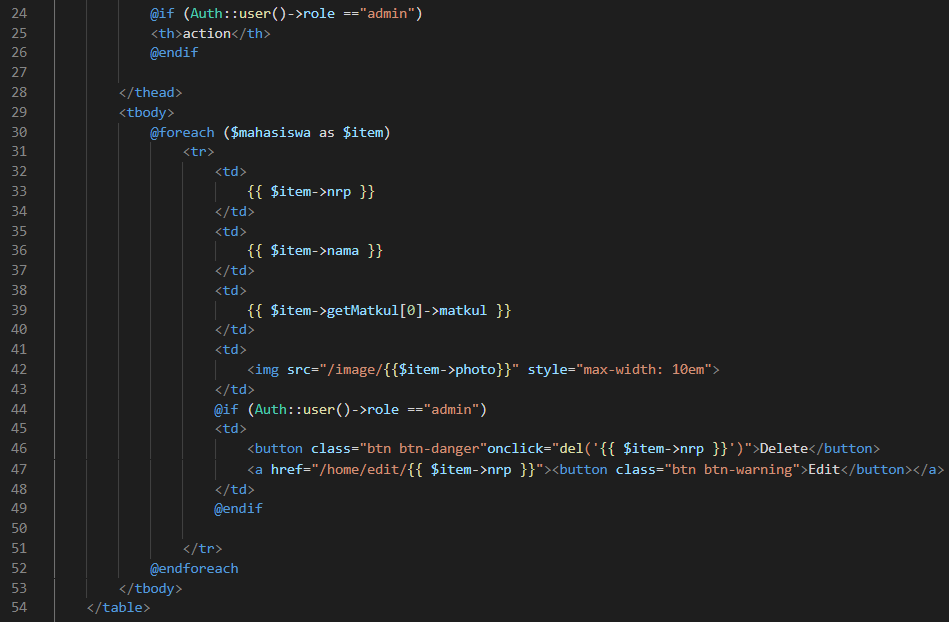 24 @if (Auth::user()->role =="admin")
25 <th>action</th>
26 @endif
27
28 </thead>
29 <tbody>
30 @foreach ($mahasiswa as $item)
31 <tr>
32 <td>
33 {{ $item->nrp }}
34 </td>
35 <td>
36 {{ $item->nama }}
37 </td>
38 <td>
39 {{ $item->getMatkul[0]->matkul }}
40 </td>
41 <td>
42 <img src="/image/{{$item->photo}}" style="max-width: 10em">
43 </td>
44 @if (Auth::user()->role =="admin")
45 <td>
46 <button class="btn btn-danger"onclick="del('{{ $item->nrp }}')">Delete</button>
47 <a href="/home/edit/{{ $item->nrp }}"><button class="btn btn-warning">Edit</button></a>
48 </td>
49 @endif
50
51 </tr>
52 @endforeach
53 </tbody>
54 </table>